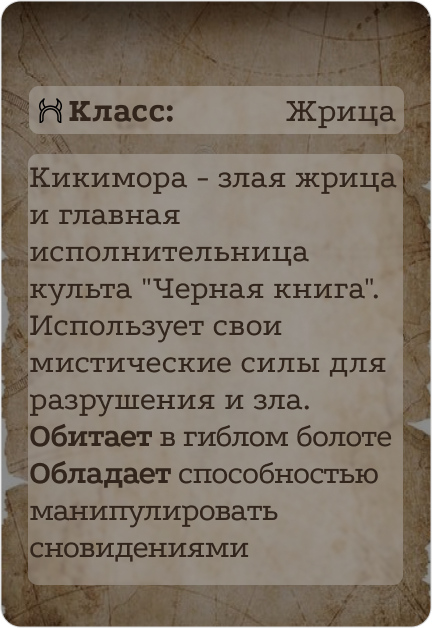 Класс: Жрица
Кикимора - злая жрица
и главная
исполнительница
культа "Черная книга".
Использует свои
мистические силы для
разрушения и зла.
Обитает в гиблом болоте
Обладает способностью
манипулировать
сновидениями